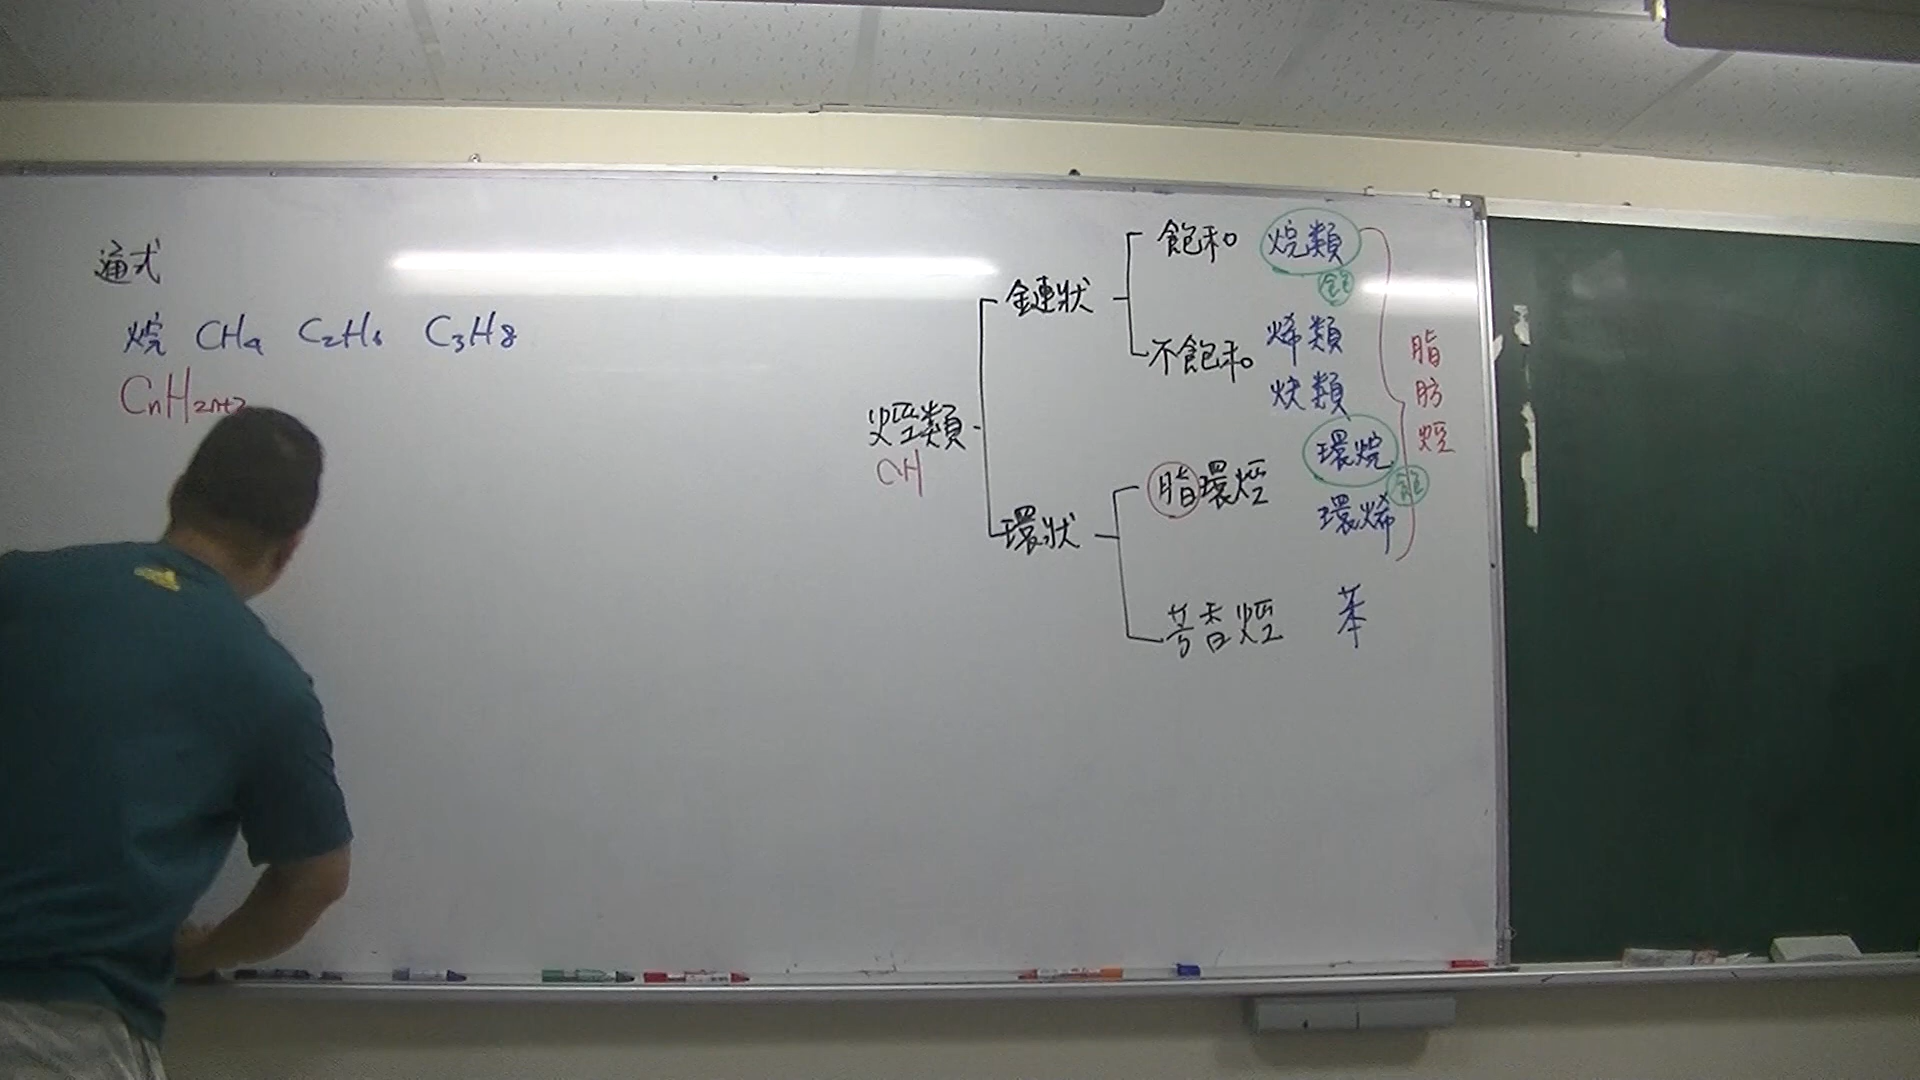 通式
烷 CH4 C2H6 C3H8
CnH2n+2
烴類
CH
鏈狀
飽和 烷類
飽
不飽和 烯類
炔類
環狀
脂環烴 環烷
飽
環烯
芳香烴 苯
脂肪烴